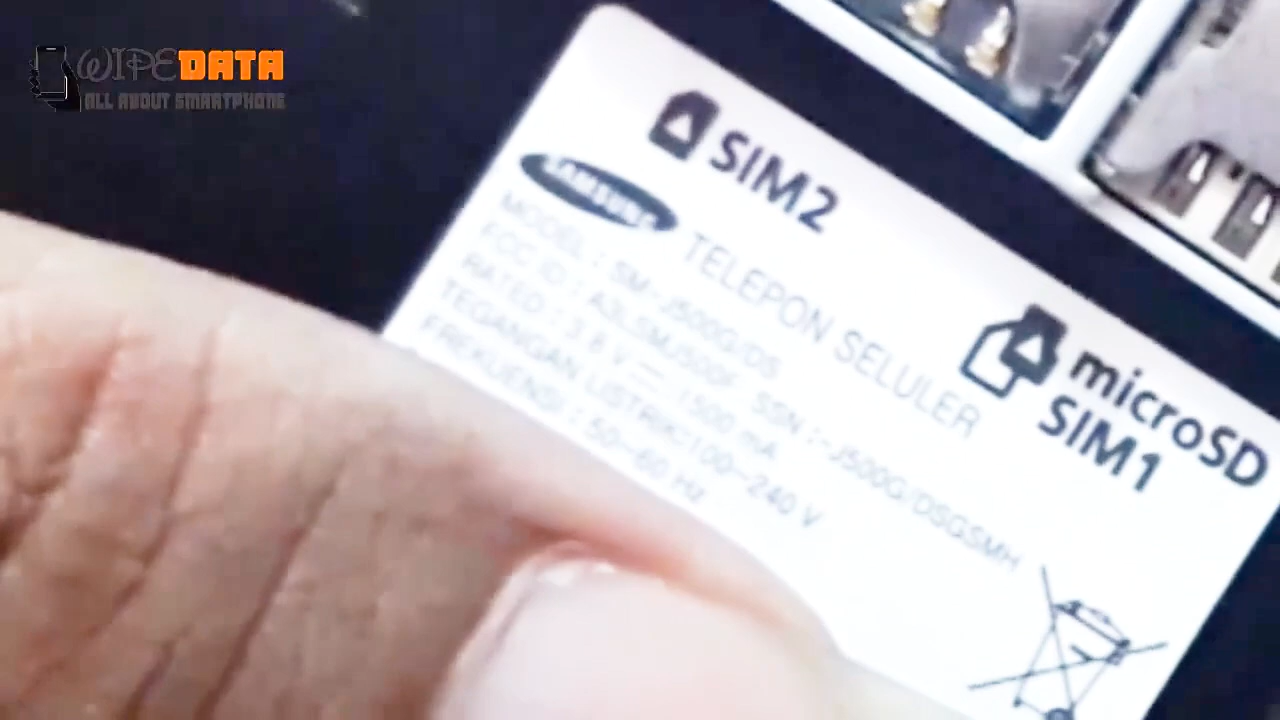 WIPEDATA
ALL ABOUT SMARTPHONE
SIM2
SAMSUNG TELEPON SELULER
MODEL : SM-J500G/DS
FCC ID : A3LSMJ500F SSN : -J500G/DSGSMH
RATED : 3.8 V ⎓ 1500 mA
TEGANGAN LISTRIK:100~240 V
FREKUENSI : 50~60 Hz
microSD
SIM1